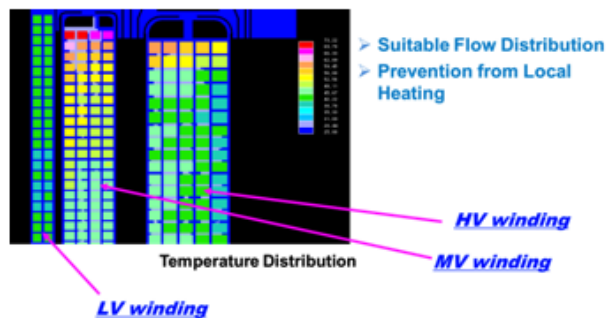 Suitable Flow Distribution
Prevention from Local
Heating
HV winding
Temperature Distribution
MV winding
LV winding